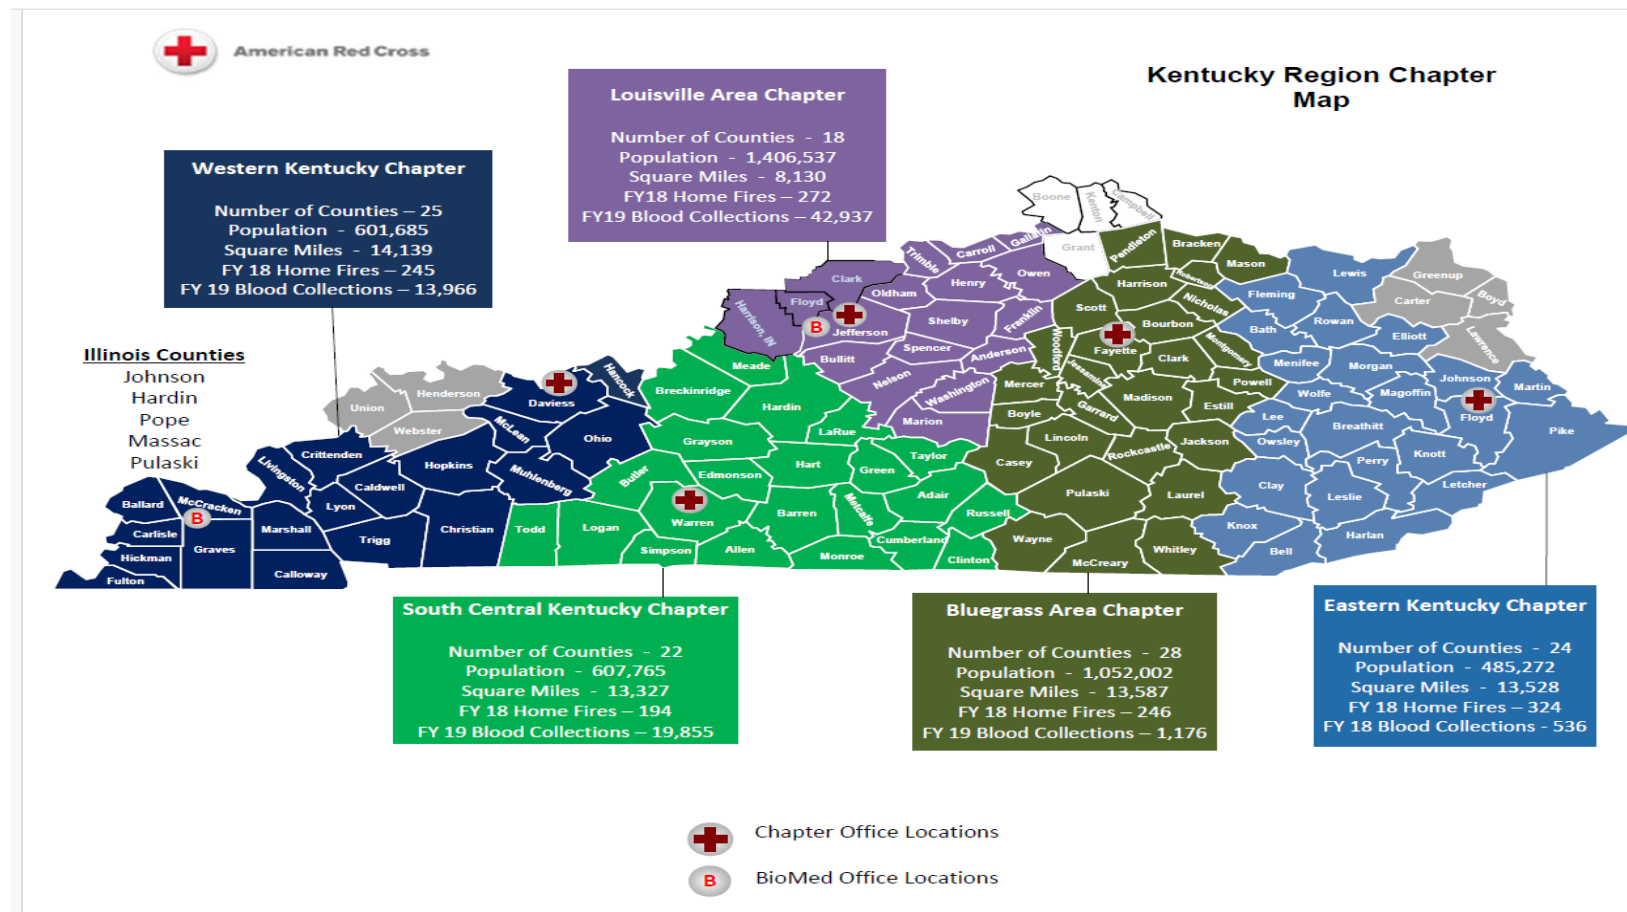 American Red Cross
Kentucky Region Chapter
Map
Louisville Area Chapter
Number of Counties - 18
Population - 1,406,537
Square Miles - 8,130
FY18 Home Fires – 272
FY19 Blood Collections – 42,937
Western Kentucky Chapter
Number of Counties – 25
Population - 601,685
Square Miles - 14,139
FY 18 Home Fires – 245
FY 19 Blood Collections – 13,966
Illinois Counties
Johnson
Hardin
Pope
Massac
Pulaski
Boone
Kenton
Campbell
Grant
Pendleton
Bracken
Mason
Robertson
Harrison
Nicholas
Scott
Bourbon
Fayette
Clark
Montgomery
Woodford
Jessamine
Powell
Mercer
Madison
Estill
Boyle
Garrard
Lincoln
Jackson
Rockcastle
Casey
Pulaski
Laurel
Wayne
Whitley
McCreary
Trimble
Carroll
Gallatin
Owen
Clark
Henry
Oldham
Floyd
Harrison, IN
B
Jefferson
Shelby
Franklin
Bullitt
Spencer
Anderson
Nelson
Washington
Marion
Lewis
Greenup
Carter
Boyd
Lawrence
Fleming
Rowan
Bath
Elliott
Menifee
Morgan
Johnson
Martin
Wolfe
Magoffin
Floyd
Lee
Breathitt
Pike
Owsley
Perry
Knott
Letcher
Clay
Leslie
Knox
Harlan
Bell
Meade
Breckinridge
Hardin
LaRue
Grayson
Hart
Green
Taylor
Butler
Edmonson
Adair
Metcalfe
Warren
Barren
Russell
Todd
Logan
Simpson
Allen
Monroe
Cumberland
Clinton
Union
Henderson
Webster
Daviess
Hancock
McLean
Ohio
Crittenden
Hopkins
Muhlenberg
Livingston
Caldwell
Lyon
Ballard
McCracken
B
Marshall
Christian
Carlisle
Graves
Trigg
Hickman
Fulton
Calloway
South Central Kentucky Chapter
Number of Counties - 22
Population - 607,765
Square Miles - 13,327
FY 18 Home Fires – 194
FY 19 Blood Collections – 19,855
Bluegrass Area Chapter
Number of Counties - 28
Population - 1,052,002
Square Miles - 13,587
FY 18 Home Fires – 246
FY 19 Blood Collections – 1,176
Eastern Kentucky Chapter
Number of Counties - 24
Population - 485,272
Square Miles - 13,528
FY 18 Home Fires – 324
FY 18 Blood Collections - 536
Chapter Office Locations
B
BioMed Office Locations